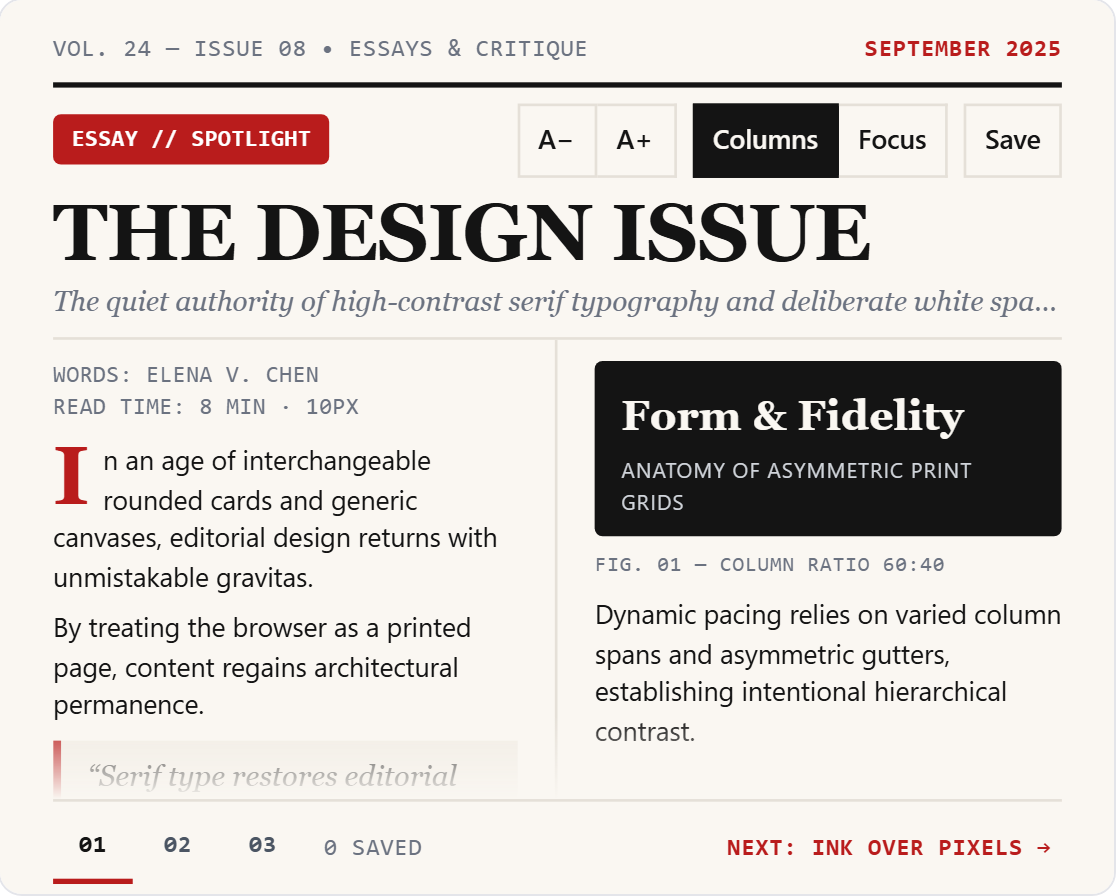 VOL. 24 — ISSUE 08 • ESSAYS & CRITIQUE
SEPTEMBER 2025
ESSAY // SPOTLIGHT
A−
A+
Columns
Focus
Save
THE DESIGN ISSUE
The quiet authority of high-contrast serif typography and deliberate white spa...
WORDS: ELENA V. CHEN
READ TIME: 8 MIN · 10PX
In an age of interchangeable
rounded cards and generic
canvases, editorial design returns with
unmistakable gravitas.
By treating the browser as a printed
page, content regains architectural
permanence.
“Serif type restores editorial
Form & Fidelity
ANATOMY OF ASYMMETRIC PRINT
GRIDS
FIG. 01 — COLUMN RATIO 60:40
Dynamic pacing relies on varied column
spans and asymmetric gutters,
establishing intentional hierarchical
contrast.
01
02
03
0 SAVED
NEXT: INK OVER PIXELS →